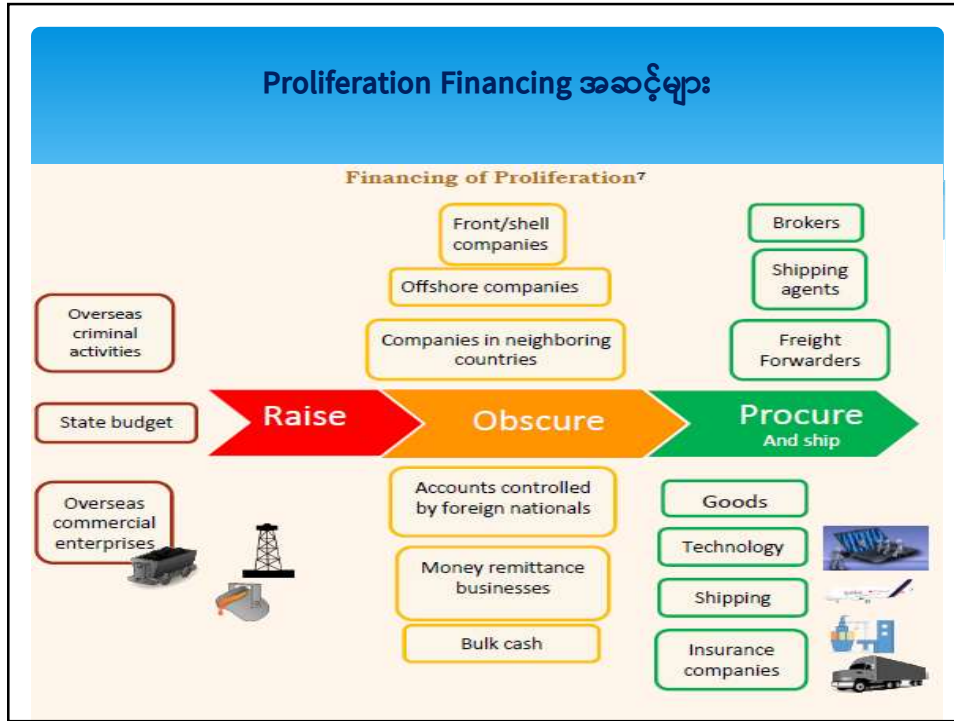 Proliferation Financing အဆင့်များ
Financing of Proliferation⁷
Overseas
criminal
activities
State budget
Overseas
commercial
enterprises
Raise
Front/shell
companies
Offshore companies
Companies in neighboring
countries
Obscure
Accounts controlled
by foreign nationals
Money remittance
businesses
Bulk cash
Brokers
Shipping
agents
Freight
Forwarders
Procure
And ship
Goods
Technology
Shipping
Insurance
companies